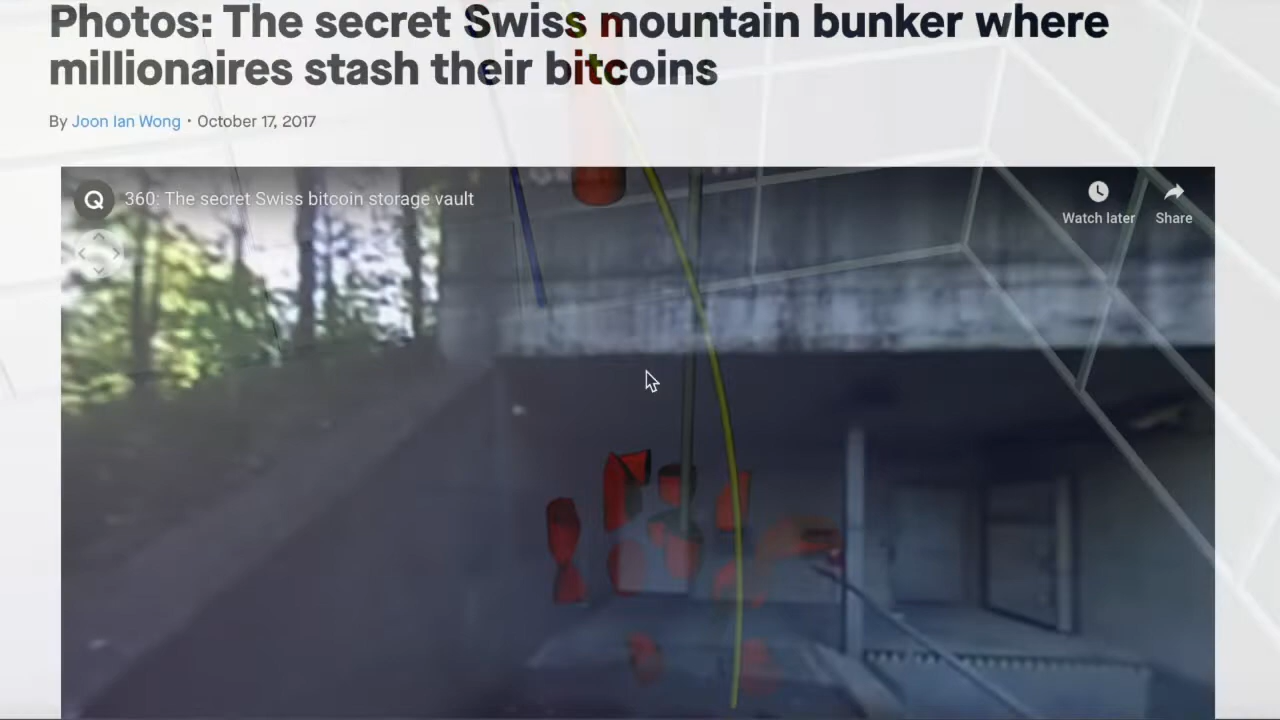 Photos: The secret Swiss mountain bunker where
millionaires stash their bitcoins
By Joon Ian Wong · October 17, 2017
Q 360: The secret Swiss bitcoin storage vault
Watch later Share